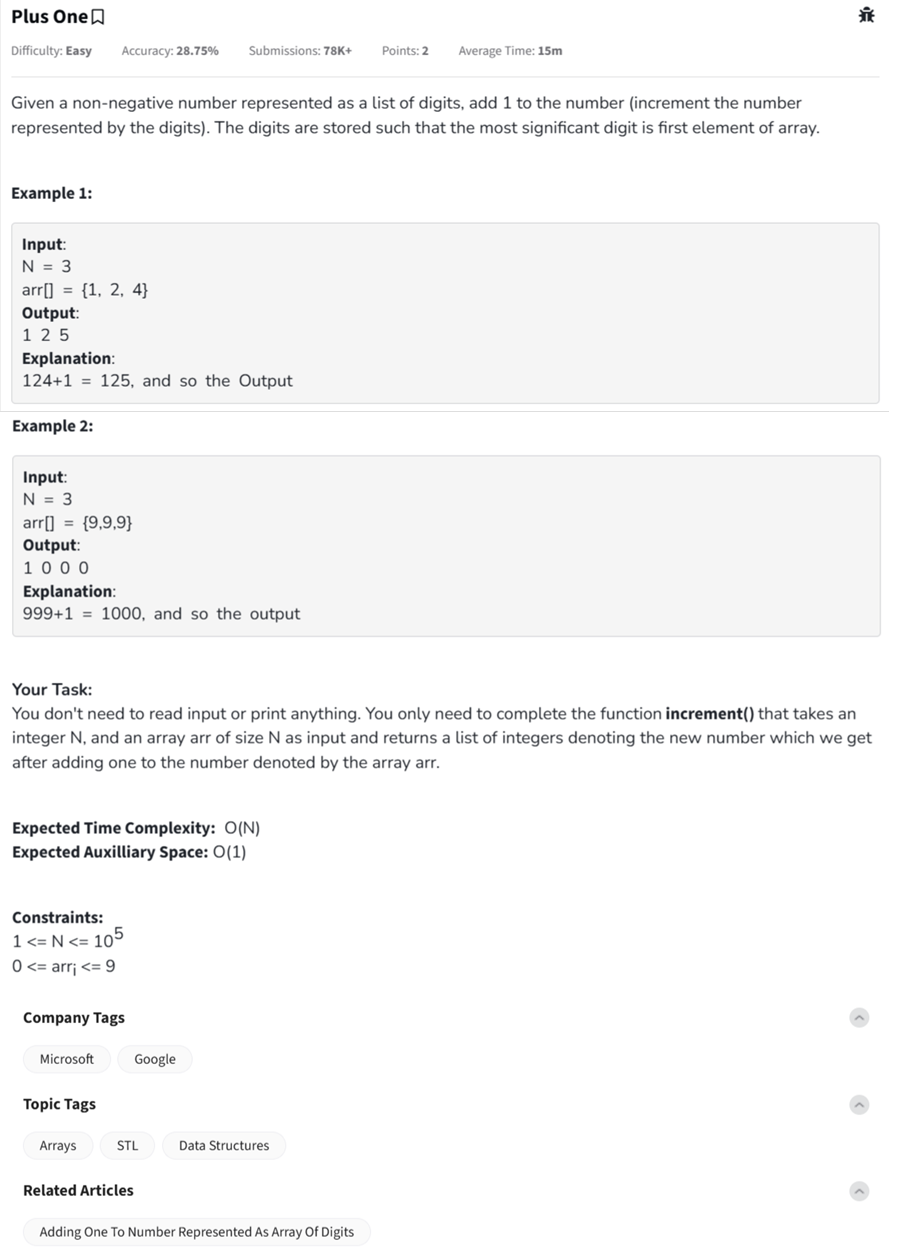 Plus One
Difficulty: Easy Accuracy: 28.75% Submissions: 78K+ Points: 2 Average Time: 15m
Given a non-negative number represented as a list of digits, add 1 to the number (increment the number
represented by the digits). The digits are stored such that the most significant digit is first element of array.
Example 1:
Input:
N = 3
arr[] = {1, 2, 4}
Output:
1 2 5
Explanation:
124+1 = 125, and so the Output
Example 2:
Input:
N = 3
arr[] = {9,9,9}
Output:
1 0 0 0
Explanation:
999+1 = 1000, and so the output
Your Task:
You don't need to read input or print anything. You only need to complete the function increment() that takes an
integer N, and an array arr of size N as input and returns a list of integers denoting the new number which we get
after adding one to the number denoted by the array arr.
Expected Time Complexity: O(N)
Expected Auxilliary Space: O(1)
Constraints:
1 <= N <= 10⁵
0 <= arrᵢ <= 9
Company Tags
Microsoft Google
Topic Tags
Arrays STL Data Structures
Related Articles
Adding One To Number Represented As Array Of Digits